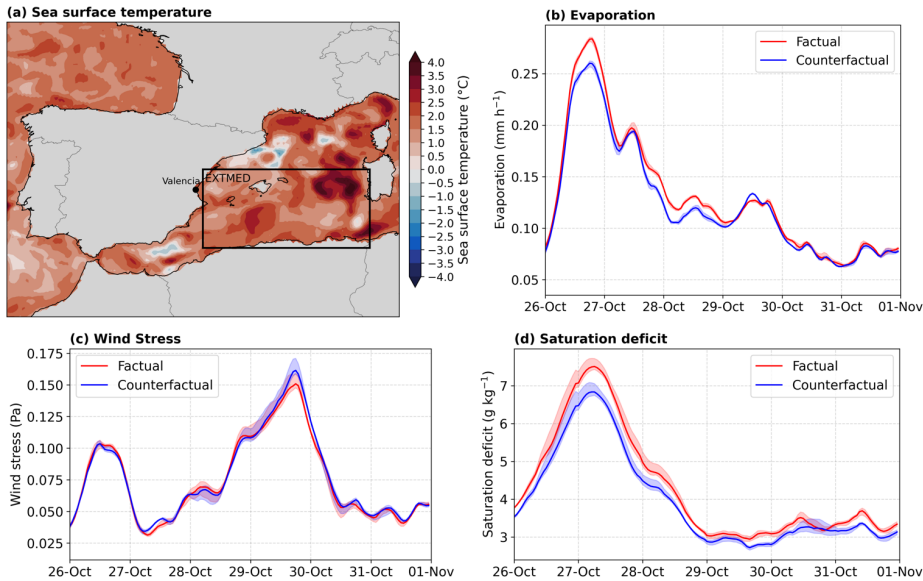 (a) Sea surface temperature
Valencia
EXTMED
4.0
3.5
3.0
2.5
2.0
1.5
1.0
0.5
0.0
−0.5
−1.0
−1.5
−2.0
−2.5
−3.0
−3.5
−4.0
Sea surface temperature (°C)
(b) Evaporation
Factual
Counterfactual
0.25
0.20
0.15
0.10
0.05
Evaporation (mm h⁻¹)
26-Oct 27-Oct 28-Oct 29-Oct 30-Oct 31-Oct 01-Nov
(c) Wind Stress
Factual
Counterfactual
0.175
0.150
0.125
0.100
0.075
0.050
0.025
Wind stress (Pa)
26-Oct 27-Oct 28-Oct 29-Oct 30-Oct 31-Oct 01-Nov
(d) Saturation deficit
Factual
Counterfactual
7
6
5
4
3
Saturation deficit (g kg⁻¹)
26-Oct 27-Oct 28-Oct 29-Oct 30-Oct 31-Oct 01-Nov